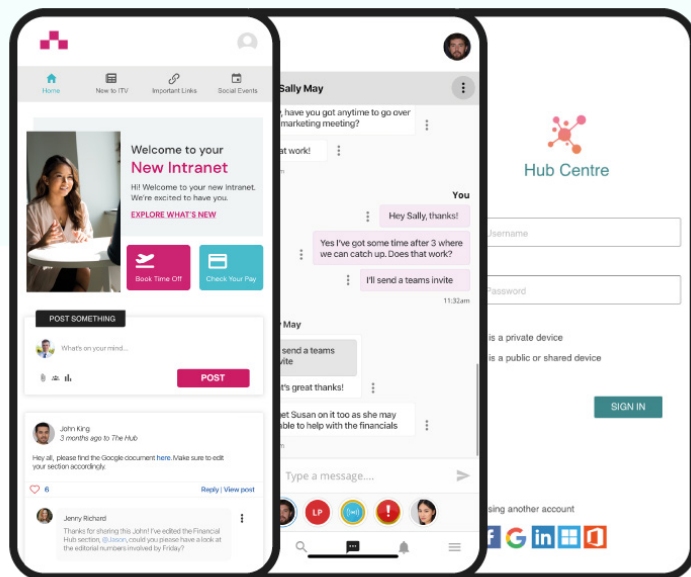 Home
New to ITV
Important Links
Social Events
Welcome to your
New Intranet
Hi! Welcome to your new intranet.
We're excited to have you.
EXPLORE WHAT'S NEW
Book Time Off
Check Your Pay
POST SOMETHING
What's on your mind...
POST
John King
3 months ago to The Hub
Hey all, please find the Google document here. Make sure to edit
your section accordingly.
6
Reply | View post
Jenny Richard
Thanks for sharing this John! I've edited the Financial
Hub section, @Jason, could you please have a look at
the editorial numbers involved by Friday?
Sally May
, have you got anytime to go over
marketing meeting?
at work!
You
Hey Sally, thanks!
Yes I've got some time after 3 where
we can catch up. Does that work?
I'll send a teams invite
11:32am
May
send a teams
vite
t's great thanks!
get Susan on it too as she may
able to help with the financials
Type a message....
LP
Hub Centre
Username
Password
is a private device
is a public or shared device
SIGN IN
sing another account
f G in